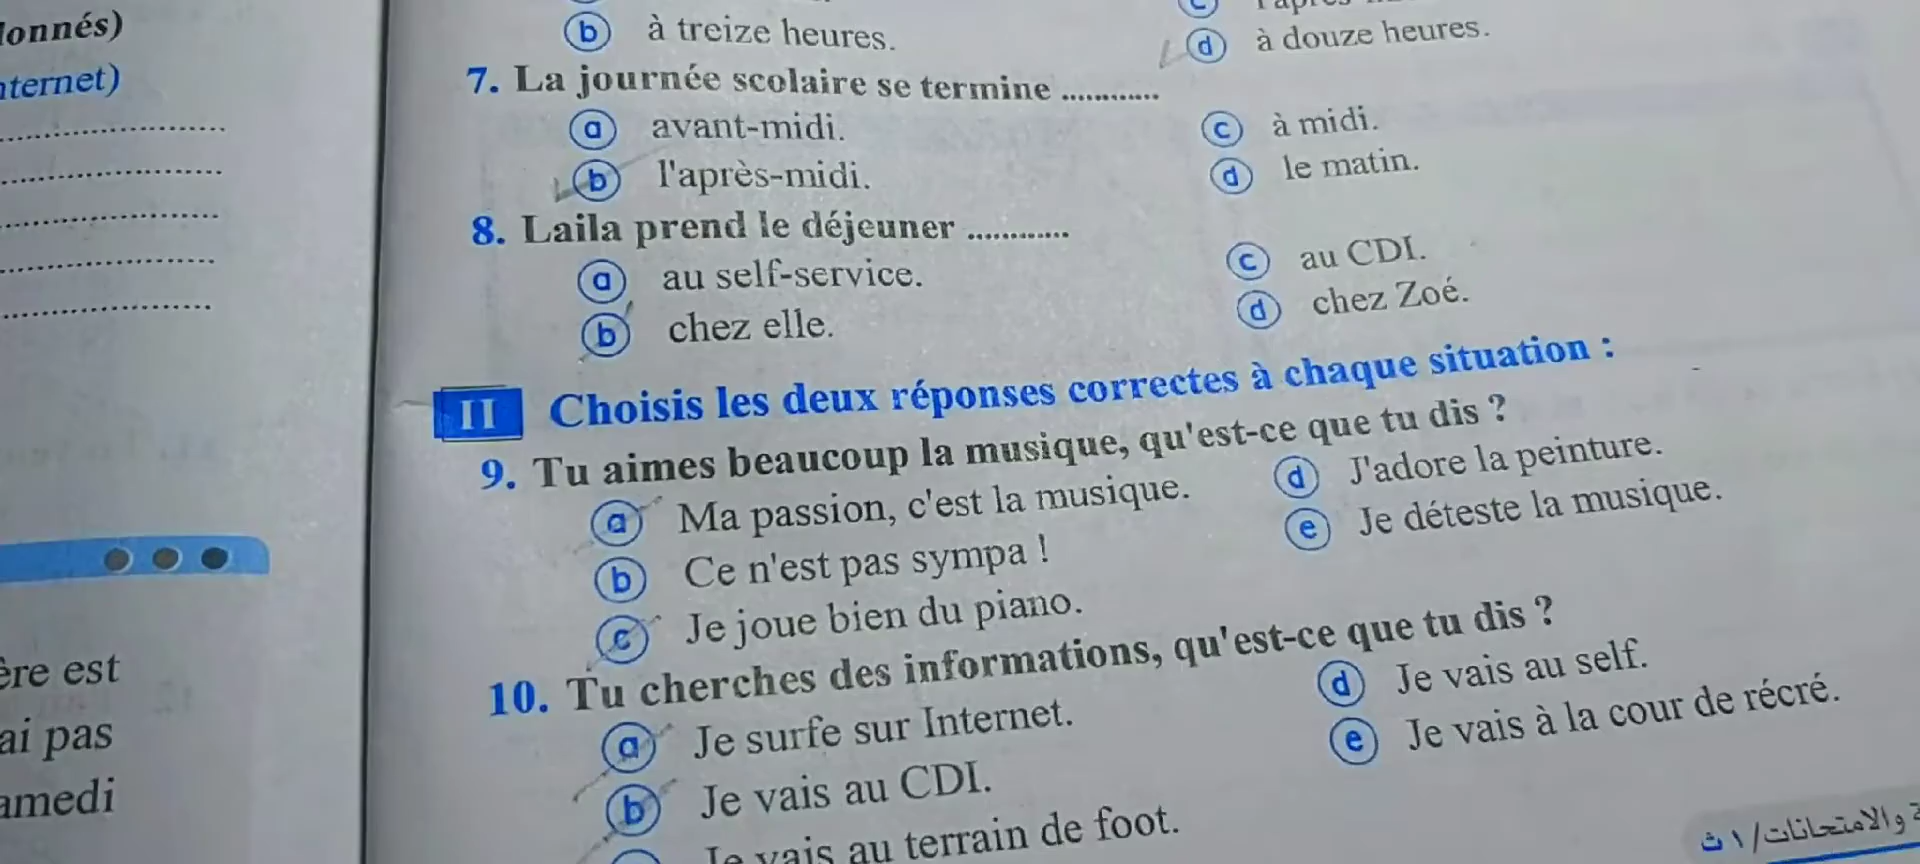 onnés)
ternet)
ère est
ai pas
amedi
b à treize heures.
d à douze heures.
7. La journée scolaire se termine ............
a avant-midi.
c à midi.
b l'après-midi.
d le matin.
8. Laila prend le déjeuner ............
a au self-service.
c au CDI.
b chez elle.
d chez Zoé.
II Choisis les deux réponses correctes à chaque situation :
9. Tu aimes beaucoup la musique, qu'est-ce que tu dis ?
a Ma passion, c'est la musique.
d J'adore la peinture.
b Ce n'est pas sympa !
e Je déteste la musique.
c Je joue bien du piano.
10. Tu cherches des informations, qu'est-ce que tu dis ?
a Je surfe sur Internet.
d Je vais au self.
b Je vais au CDI.
e Je vais à la cour de récré.
Je vais au terrain de foot.
والامتحانات/ ١ ث